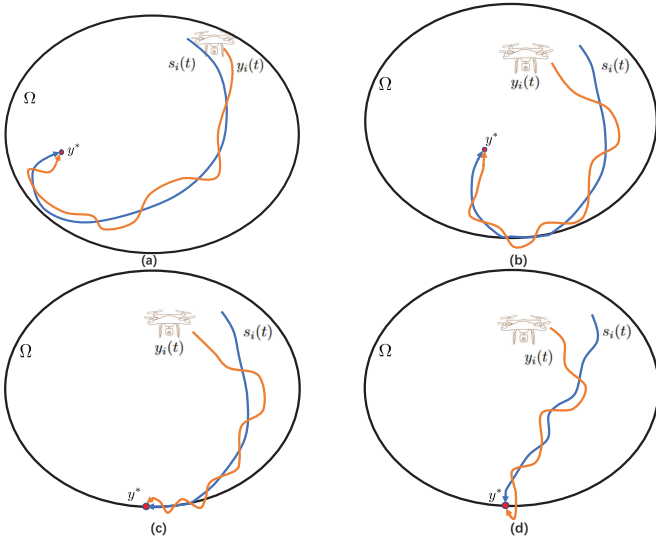 s_i(t)
y_i(t)
Ω
y*
(a)
s_i(t)
y_i(t)
Ω
y*
(b)
s_i(t)
y_i(t)
Ω
y*
(c)
s_i(t)
y_i(t)
Ω
y*
(d)